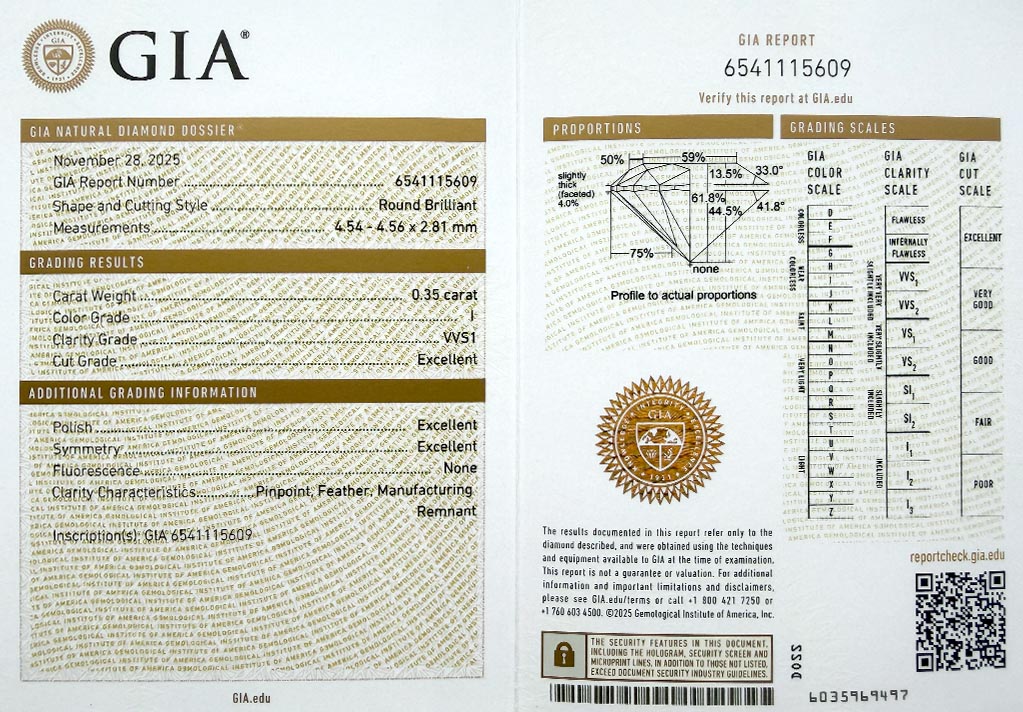 GIA®
GIA NATURAL DIAMOND DOSSIER®
November 28, 2025
GIA Report Number 6541115609
Shape and Cutting Style Round Brilliant
Measurements 4.54 - 4.56 x 2.81 mm
GRADING RESULTS
Carat Weight 0.35 carat
Color Grade I
Clarity Grade VVS1
Cut Grade Excellent
ADDITIONAL GRADING INFORMATION
Polish Excellent
Symmetry Excellent
Fluorescence None
Clarity Characteristics Pinpoint, Feather, Manufacturing
Remnant
Inscription(s): GIA 6541115609
GIA.edu
GIA REPORT
6541115609
Verify this report at GIA.edu
PROPORTIONS
50%
59%
slightly
thick
(faceted)
4.0%
13.5%
33.0°
61.8%
44.5%
41.8°
75%
none
Profile to actual proportions
GIA
1931
The results documented in this report refer only to the
diamond described, and were obtained using the techniques
and equipment available to GIA at the time of examination.
This report is not a guarantee or valuation. For additional
information and important limitations and disclaimers,
please see GIA.edu/terms or call +1 800 421 7250 or
+1 760 603 4500. ©2025 Gemological Institute of America, Inc.
THE SECURITY FEATURES IN THIS DOCUMENT,
INCLUDING THE HOLOGRAM, SECURITY SCREEN AND
MICROPRINT LINES, IN ADDITION TO THOSE NOT LISTED,
EXCEED DOCUMENT SECURITY INDUSTRY GUIDELINES.
GRADING SCALES
GIA
COLOR
SCALE
COLORLESS
D
E
F
NEAR
COLORLESS
G
H
I
J
FAINT
K
L
M
VERY LIGHT
N
O
P
Q
R
LIGHT
S
T
U
V
W
X
Y
Z
GIA
CLARITY
SCALE
FLAWLESS
INTERNALLY
FLAWLESS
VERY VERY
SLIGHTLY INCLUDED
VVS1
VVS2
VERY SLIGHTLY
INCLUDED
VS1
VS2
SLIGHTLY
INCLUDED
SI1
SI2
INCLUDED
I1
I2
I3
GIA
CUT
SCALE
EXCELLENT
VERY
GOOD
GOOD
FAIR
POOR
reportcheck.gia.edu
DOSS
6035969497